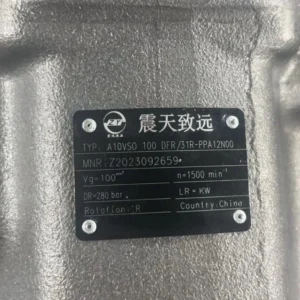 震天致远
TYP. A10VSO 100 DFR/31R-PPA12N00
MNR: Z2023092659
Vg=100 n=1500 min⁻¹
DR=280 bar LR= KW
Rotation: R Country: China